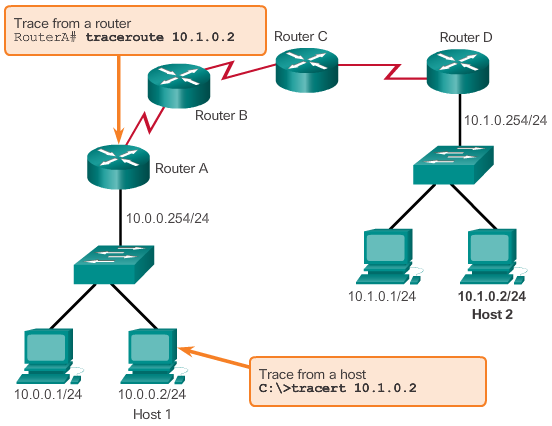 Trace from a router
RouterA# traceroute 10.1.0.2
Router C
Router D
Router B
10.1.0.254/24
Router A
10.0.0.254/24
10.1.0.1/24
10.1.0.2/24
Host 2
Trace from a host
C:\>tracert 10.1.0.2
10.0.0.1/24
10.0.0.2/24
Host 1